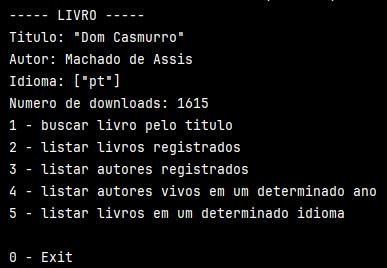 ----- LIVRO -----
Titulo: "Dom Casmurro"
Autor: Machado de Assis
Idioma: ["pt"]
Numero de downloads: 1615
1 - buscar livro pelo titulo
2 - listar livros registrados
3 - listar autores registrados
4 - listar autores vivos em um determinado ano
5 - listar livros em um determinado idioma
0 - Exit